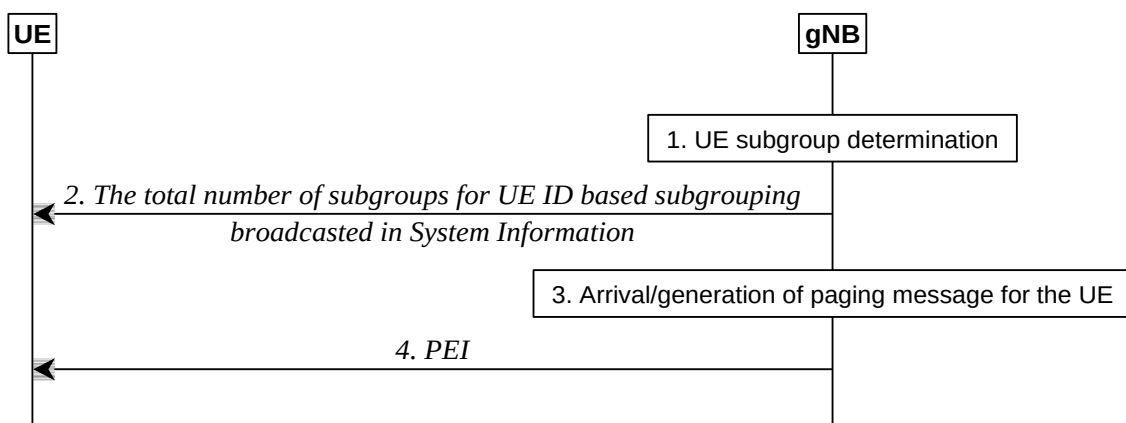 UE
gNB
1. UE subgroup determination
2. The total number of subgroups for UE ID based subgrouping
broadcasted in System Information
3. Arrival/generation of paging message for the UE
4. PEI